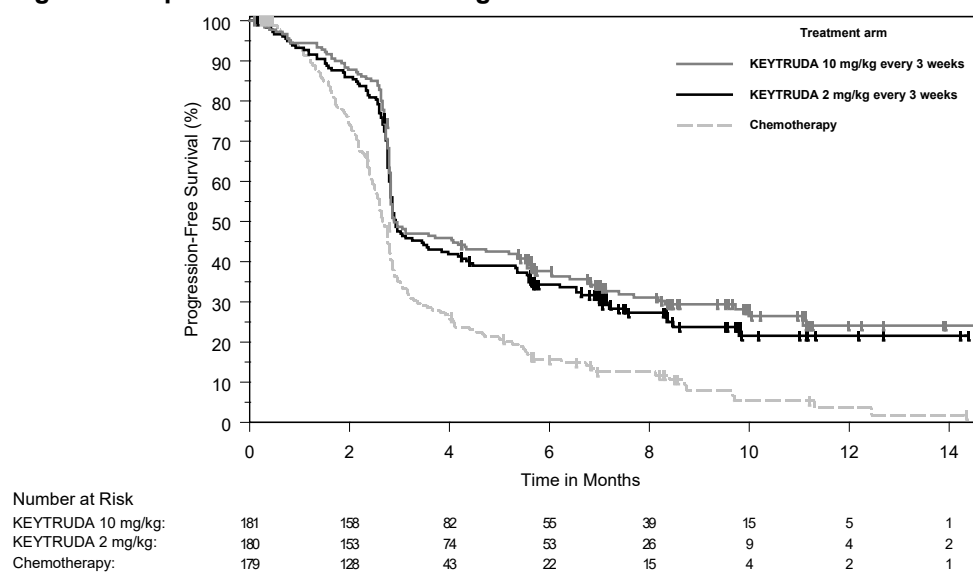 100
90
80
70
60
50
40
30
20
10
0
Progression-Free Survival (%)
Treatment arm
KEYTRUDA 10 mg/kg every 3 weeks
KEYTRUDA 2 mg/kg every 3 weeks
Chemotherapy
0 2 4 6 8 10 12 14
Time in Months
Number at Risk
KEYTRUDA 10 mg/kg: 181 158 82 55 39 15 5 1
KEYTRUDA 2 mg/kg: 180 153 74 53 26 9 4 2
Chemotherapy: 179 128 43 22 15 4 2 1